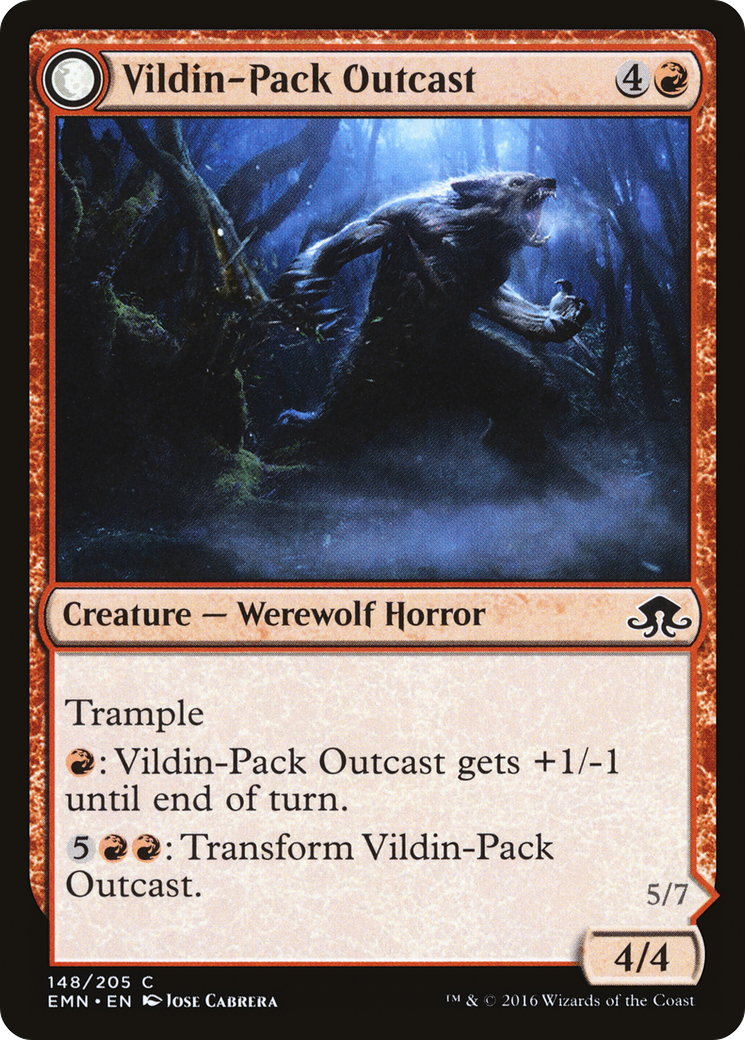 Vildin-Pack Outcast 4
Creature — Werewolf Horror
Trample
: Vildin-Pack Outcast gets +1/-1
until end of turn.
5: Transform Vildin-Pack
Outcast.
5/7
4/4
148/205 C
EMN • EN Jose Cabrera
™ & © 2016 Wizards of the Coast